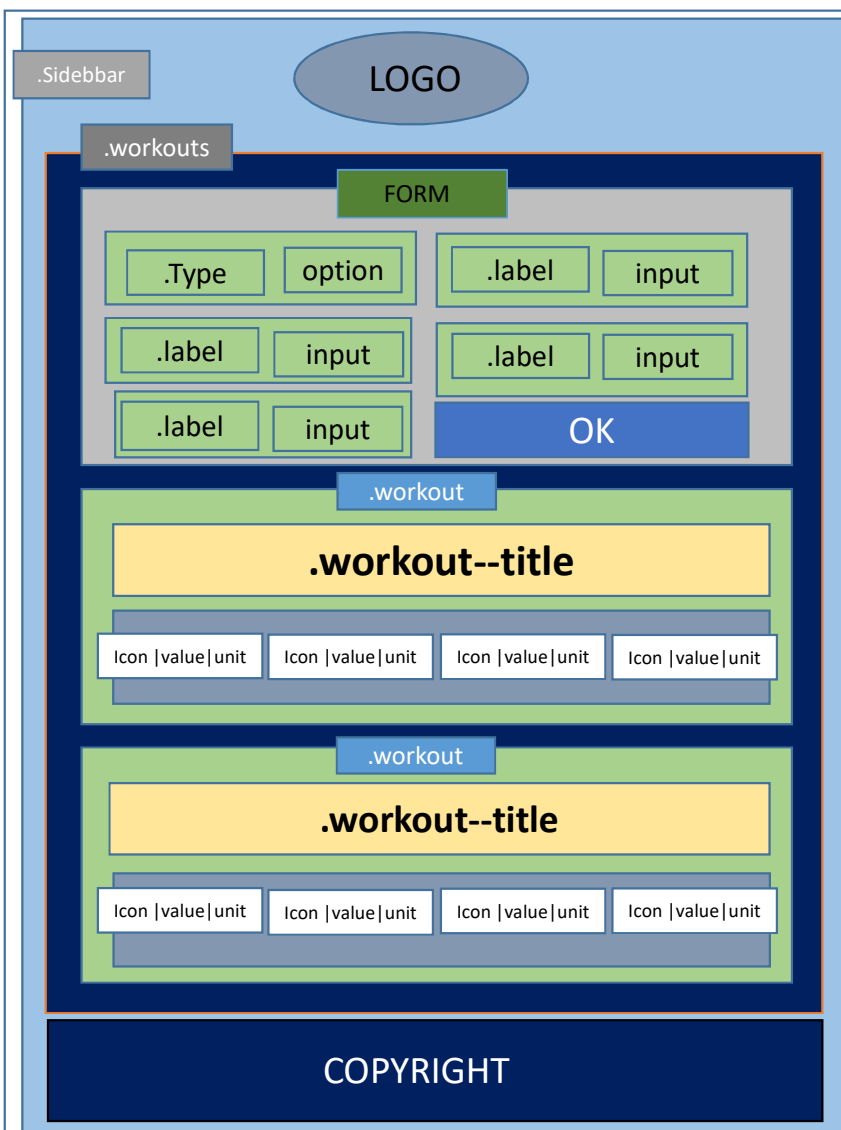 .Sidebbar
LOGO
.workouts
FORM
.Type option .label input
.label input .label input
.label input OK
.workout
.workout--title
Icon |value|unit Icon |value|unit Icon |value|unit Icon |value|unit
.workout
.workout--title
Icon |value|unit Icon |value|unit Icon |value|unit Icon |value|unit
COPYRIGHT